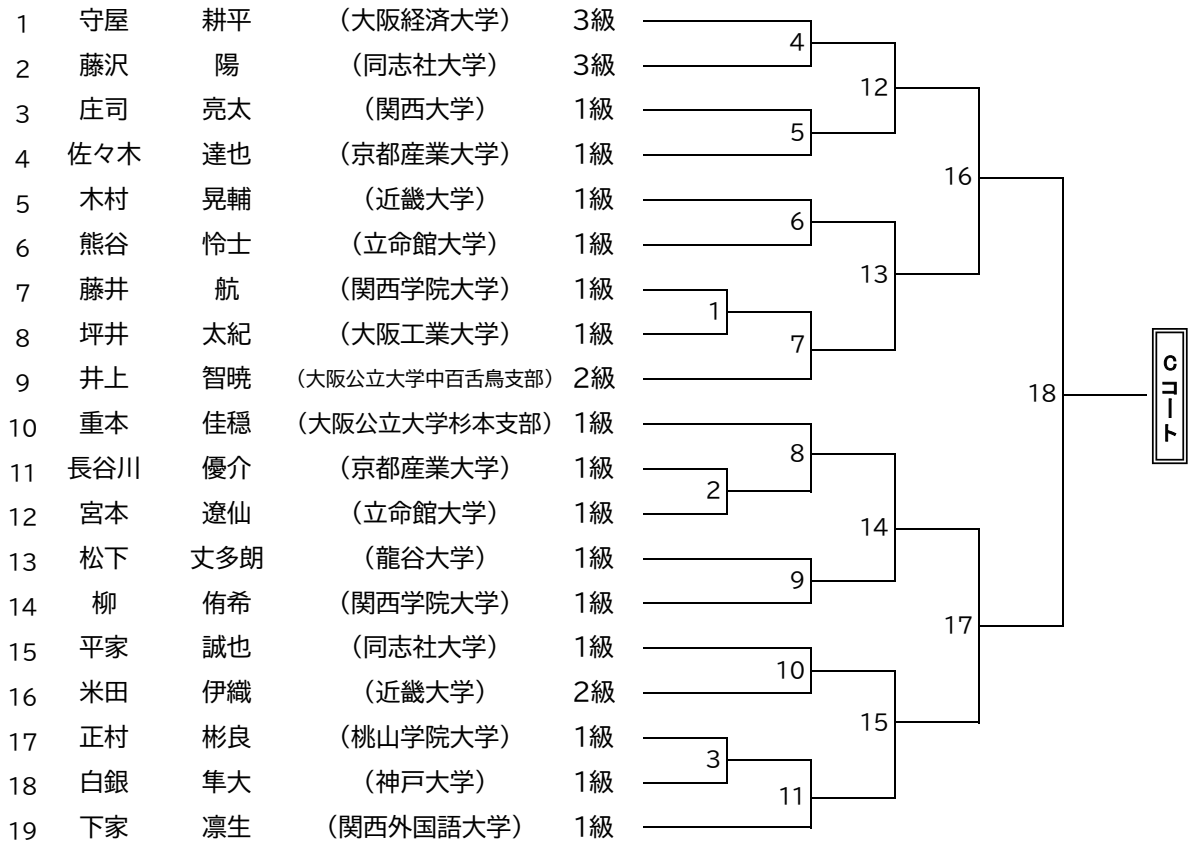 1 守屋 耕平 （大阪経済大学） 3級
2 藤沢 陽 （同志社大学） 3級
3 庄司 亮太 （関西大学） 1級
4 佐々木 達也 （京都産業大学） 1級
5 木村 晃輔 （近畿大学） 1級
6 熊谷 怜士 （立命館大学） 1級
7 藤井 航 （関西学院大学） 1級
8 坪井 太紀 （大阪工業大学） 1級
9 井上 智暁 （大阪公立大学中百舌鳥支部） 2級
10 重本 佳穏 （大阪公立大学杉本支部） 1級
11 長谷川 優介 （京都産業大学） 1級
12 宮本 遼仙 （立命館大学） 1級
13 松下 丈多朗 （龍谷大学） 1級
14 柳 侑希 （関西学院大学） 1級
15 平家 誠也 （同志社大学） 1級
16 米田 伊織 （近畿大学） 2級
17 正村 彬良 （桃山学院大学） 1級
18 白銀 隼大 （神戸大学） 1級
19 下家 凛生 （関西外国語大学） 1級
1
2
3
4
5
6
7
8
9
10
11
12
13
14
15
16
17
18
Cコート